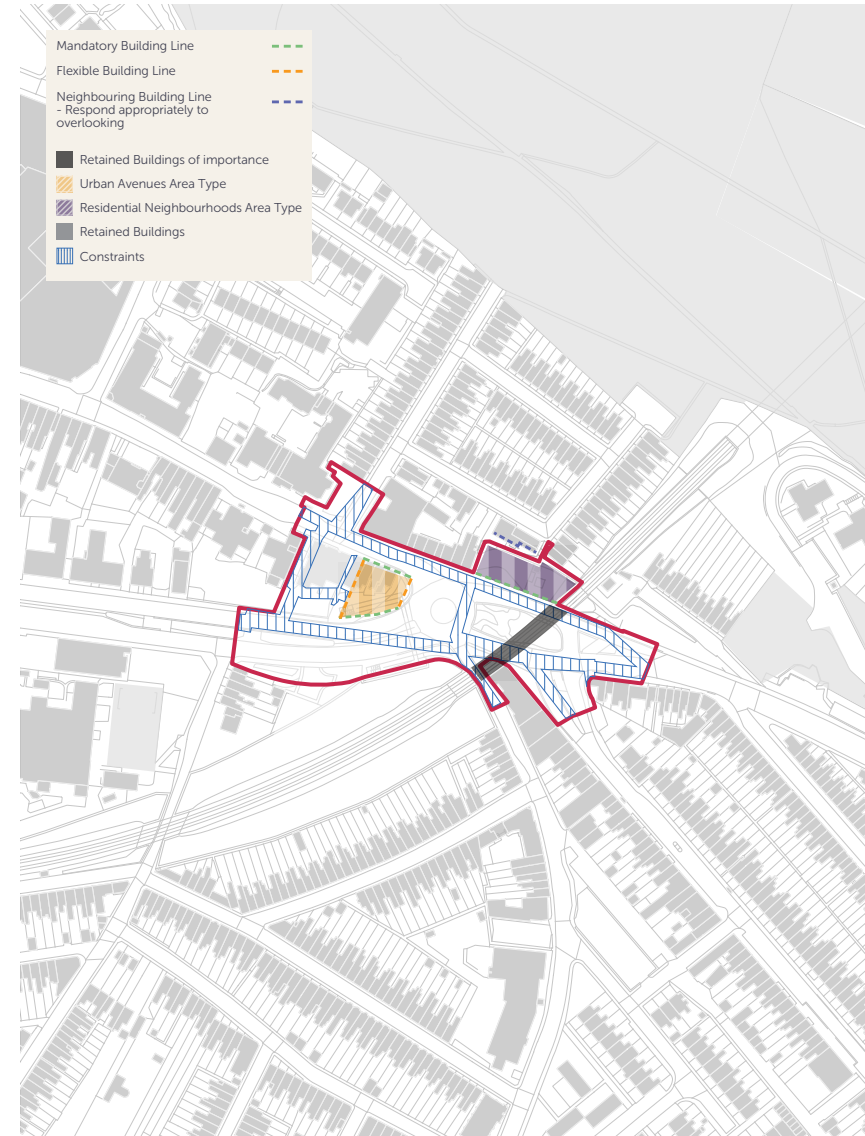 Mandatory Building Line
Flexible Building Line
Neighbouring Building Line
- Respond appropriately to
overlooking
Retained Buildings of importance
Urban Avenues Area Type
Residential Neighbourhoods Area Type
Retained Buildings
Constraints